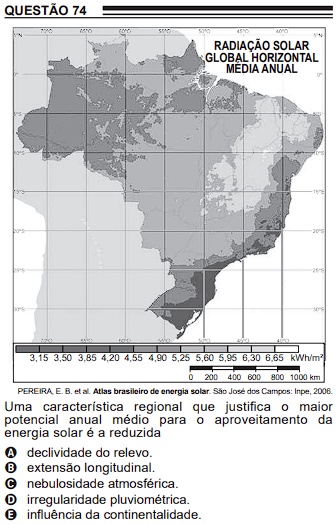 QUESTÃO 74
RADIAÇÃO SOLAR
GLOBAL HORIZONTAL
MÉDIA ANUAL
70°O 60°O 50°O 40°O
0°
5°S
10°S
15°S
20°S
25°S
30°S
3,15 3,50 3,85 4,20 4,55 4,90 5,25 5,60 5,95 6,30 6,65 kWh/m²
0 200 400 600 800 1000 km
PEREIRA, E. B. et al. Atlas brasileiro de energia solar. São José dos Campos: Inpe, 2006.
Uma característica regional que justifica o maior
potencial anual médio para o aproveitamento da
energia solar é a reduzida
A declividade do relevo.
B extensão longitudinal.
C nebulosidade atmosférica.
D irregularidade pluviométrica.
E influência da continentalidade.